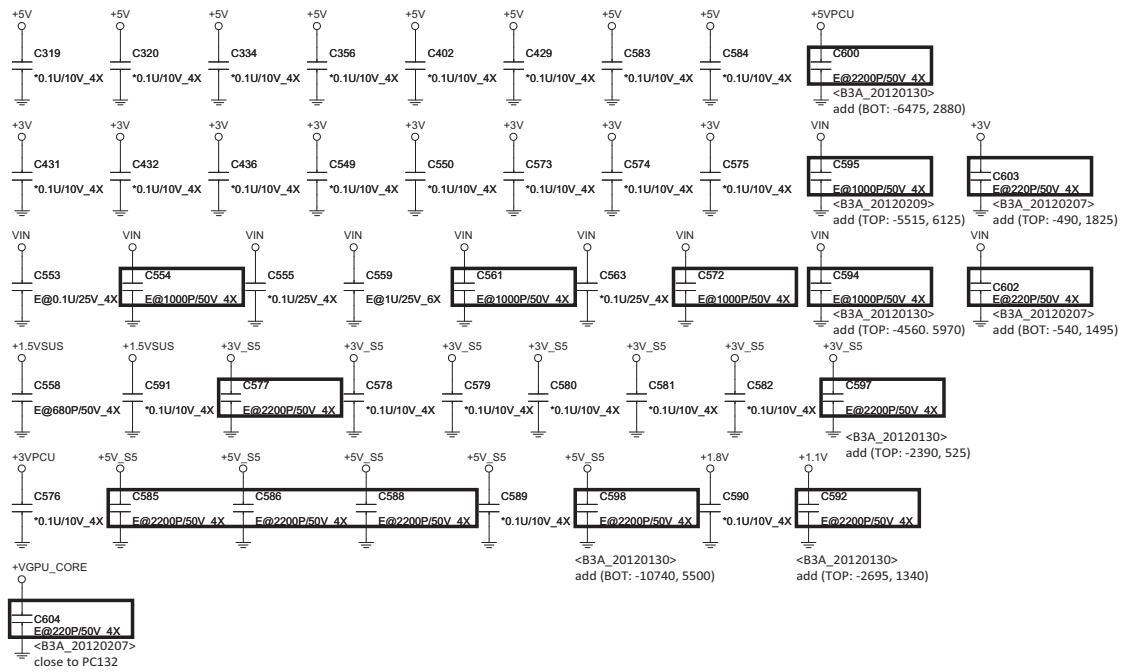 +5V +5V +5V +5V +5V +5V +5V +5V +5VPCU
C319 C320 C334 C356 C402 C429 C583 C584 C600
*0.1U/10V_4X *0.1U/10V_4X *0.1U/10V_4X *0.1U/10V_4X *0.1U/10V_4X *0.1U/10V_4X *0.1U/10V_4X *0.1U/10V_4X E@2200P/50V_4X
<B3A_20120130>
add (BOT: -6475, 2880)
+3V +3V +3V +3V +3V +3V +3V +3V VIN +3V
C431 C432 C436 C549 C550 C573 C574 C575 C595 C603
*0.1U/10V_4X *0.1U/10V_4X *0.1U/10V_4X *0.1U/10V_4X *0.1U/10V_4X *0.1U/10V_4X *0.1U/10V_4X *0.1U/10V_4X E@1000P/50V_4X E@220P/50V_4X
<B3A_20120209> <B3A_20120207>
add (TOP: -5515, 6125) add (TOP: -490, 1825)
VIN VIN VIN VIN VIN VIN VIN VIN VIN
C553 C554 C555 C559 C561 C563 C572 C594 C602
E@0.1U/25V_4X E@1000P/50V_4X *0.1U/25V_4X E@1U/25V_6X E@1000P/50V_4X *0.1U/25V_4X E@1000P/50V_4X E@1000P/50V_4X E@220P/50V_4X
<B3A_20120130> <B3A_20120207>
add (TOP: -4560. 5970) add (BOT: -540, 1495)
+1.5VSUS +1.5VSUS +3V_S5 +3V_S5 +3V_S5 +3V_S5 +3V_S5 +3V_S5 +3V_S5
C558 C591 C577 C578 C579 C580 C581 C582 C597
E@680P/50V_4X *0.1U/10V_4X E@2200P/50V_4X *0.1U/10V_4X *0.1U/10V_4X *0.1U/10V_4X *0.1U/10V_4X *0.1U/10V_4X E@2200P/50V_4X
<B3A_20120130>
add (TOP: -2390, 525)
+3VPCU +5V_S5 +5V_S5 +5V_S5 +5V_S5 +5V_S5 +1.8V +1.1V
C576 C585 C586 C588 C589 C598 C590 C592
*0.1U/10V_4X E@2200P/50V_4X E@2200P/50V_4X E@2200P/50V_4X *0.1U/10V_4X E@2200P/50V_4X *0.1U/10V_4X E@2200P/50V_4X
<B3A_20120130> <B3A_20120130>
add (BOT: -10740, 5500) add (TOP: -2695, 1340)
+VGPU_CORE
C604
E@220P/50V_4X
<B3A_20120207>
close to PC132